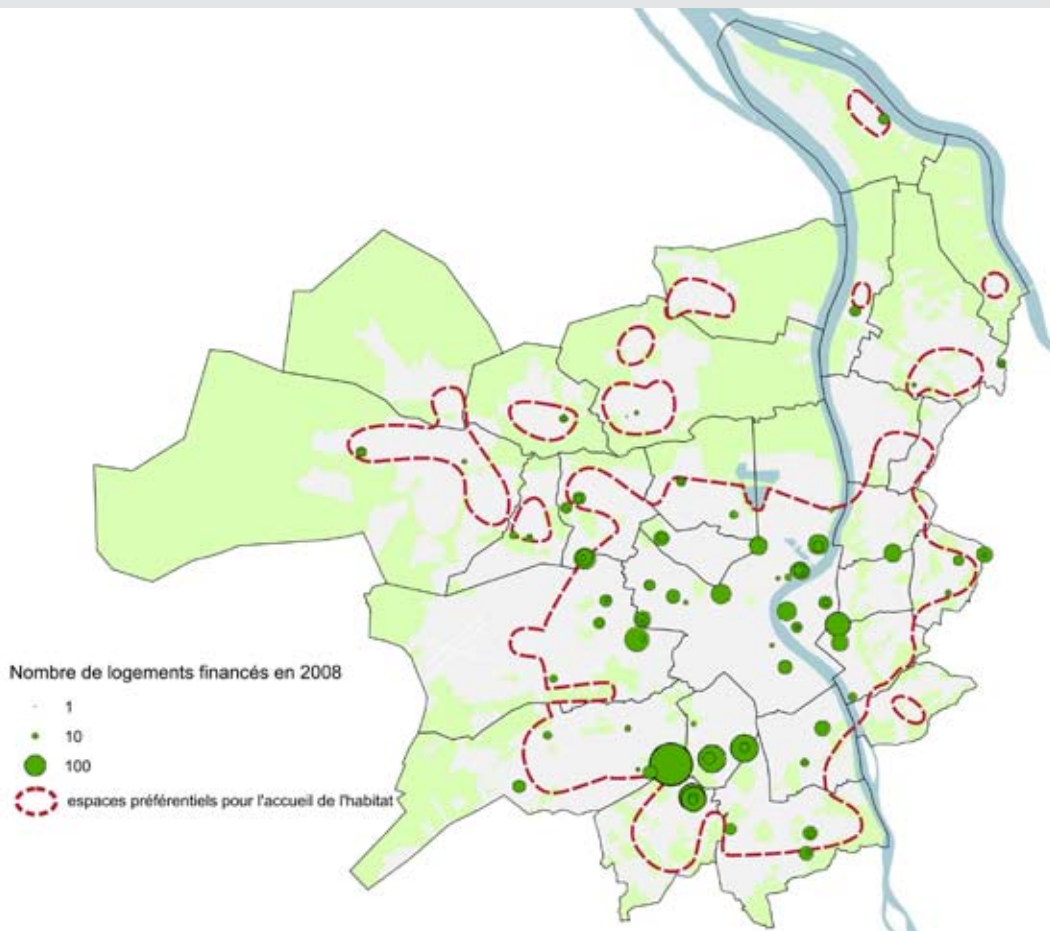 Nombre de logements financés en 2008
1
10
100
espaces préférentiels pour l'accueil de l'habitat